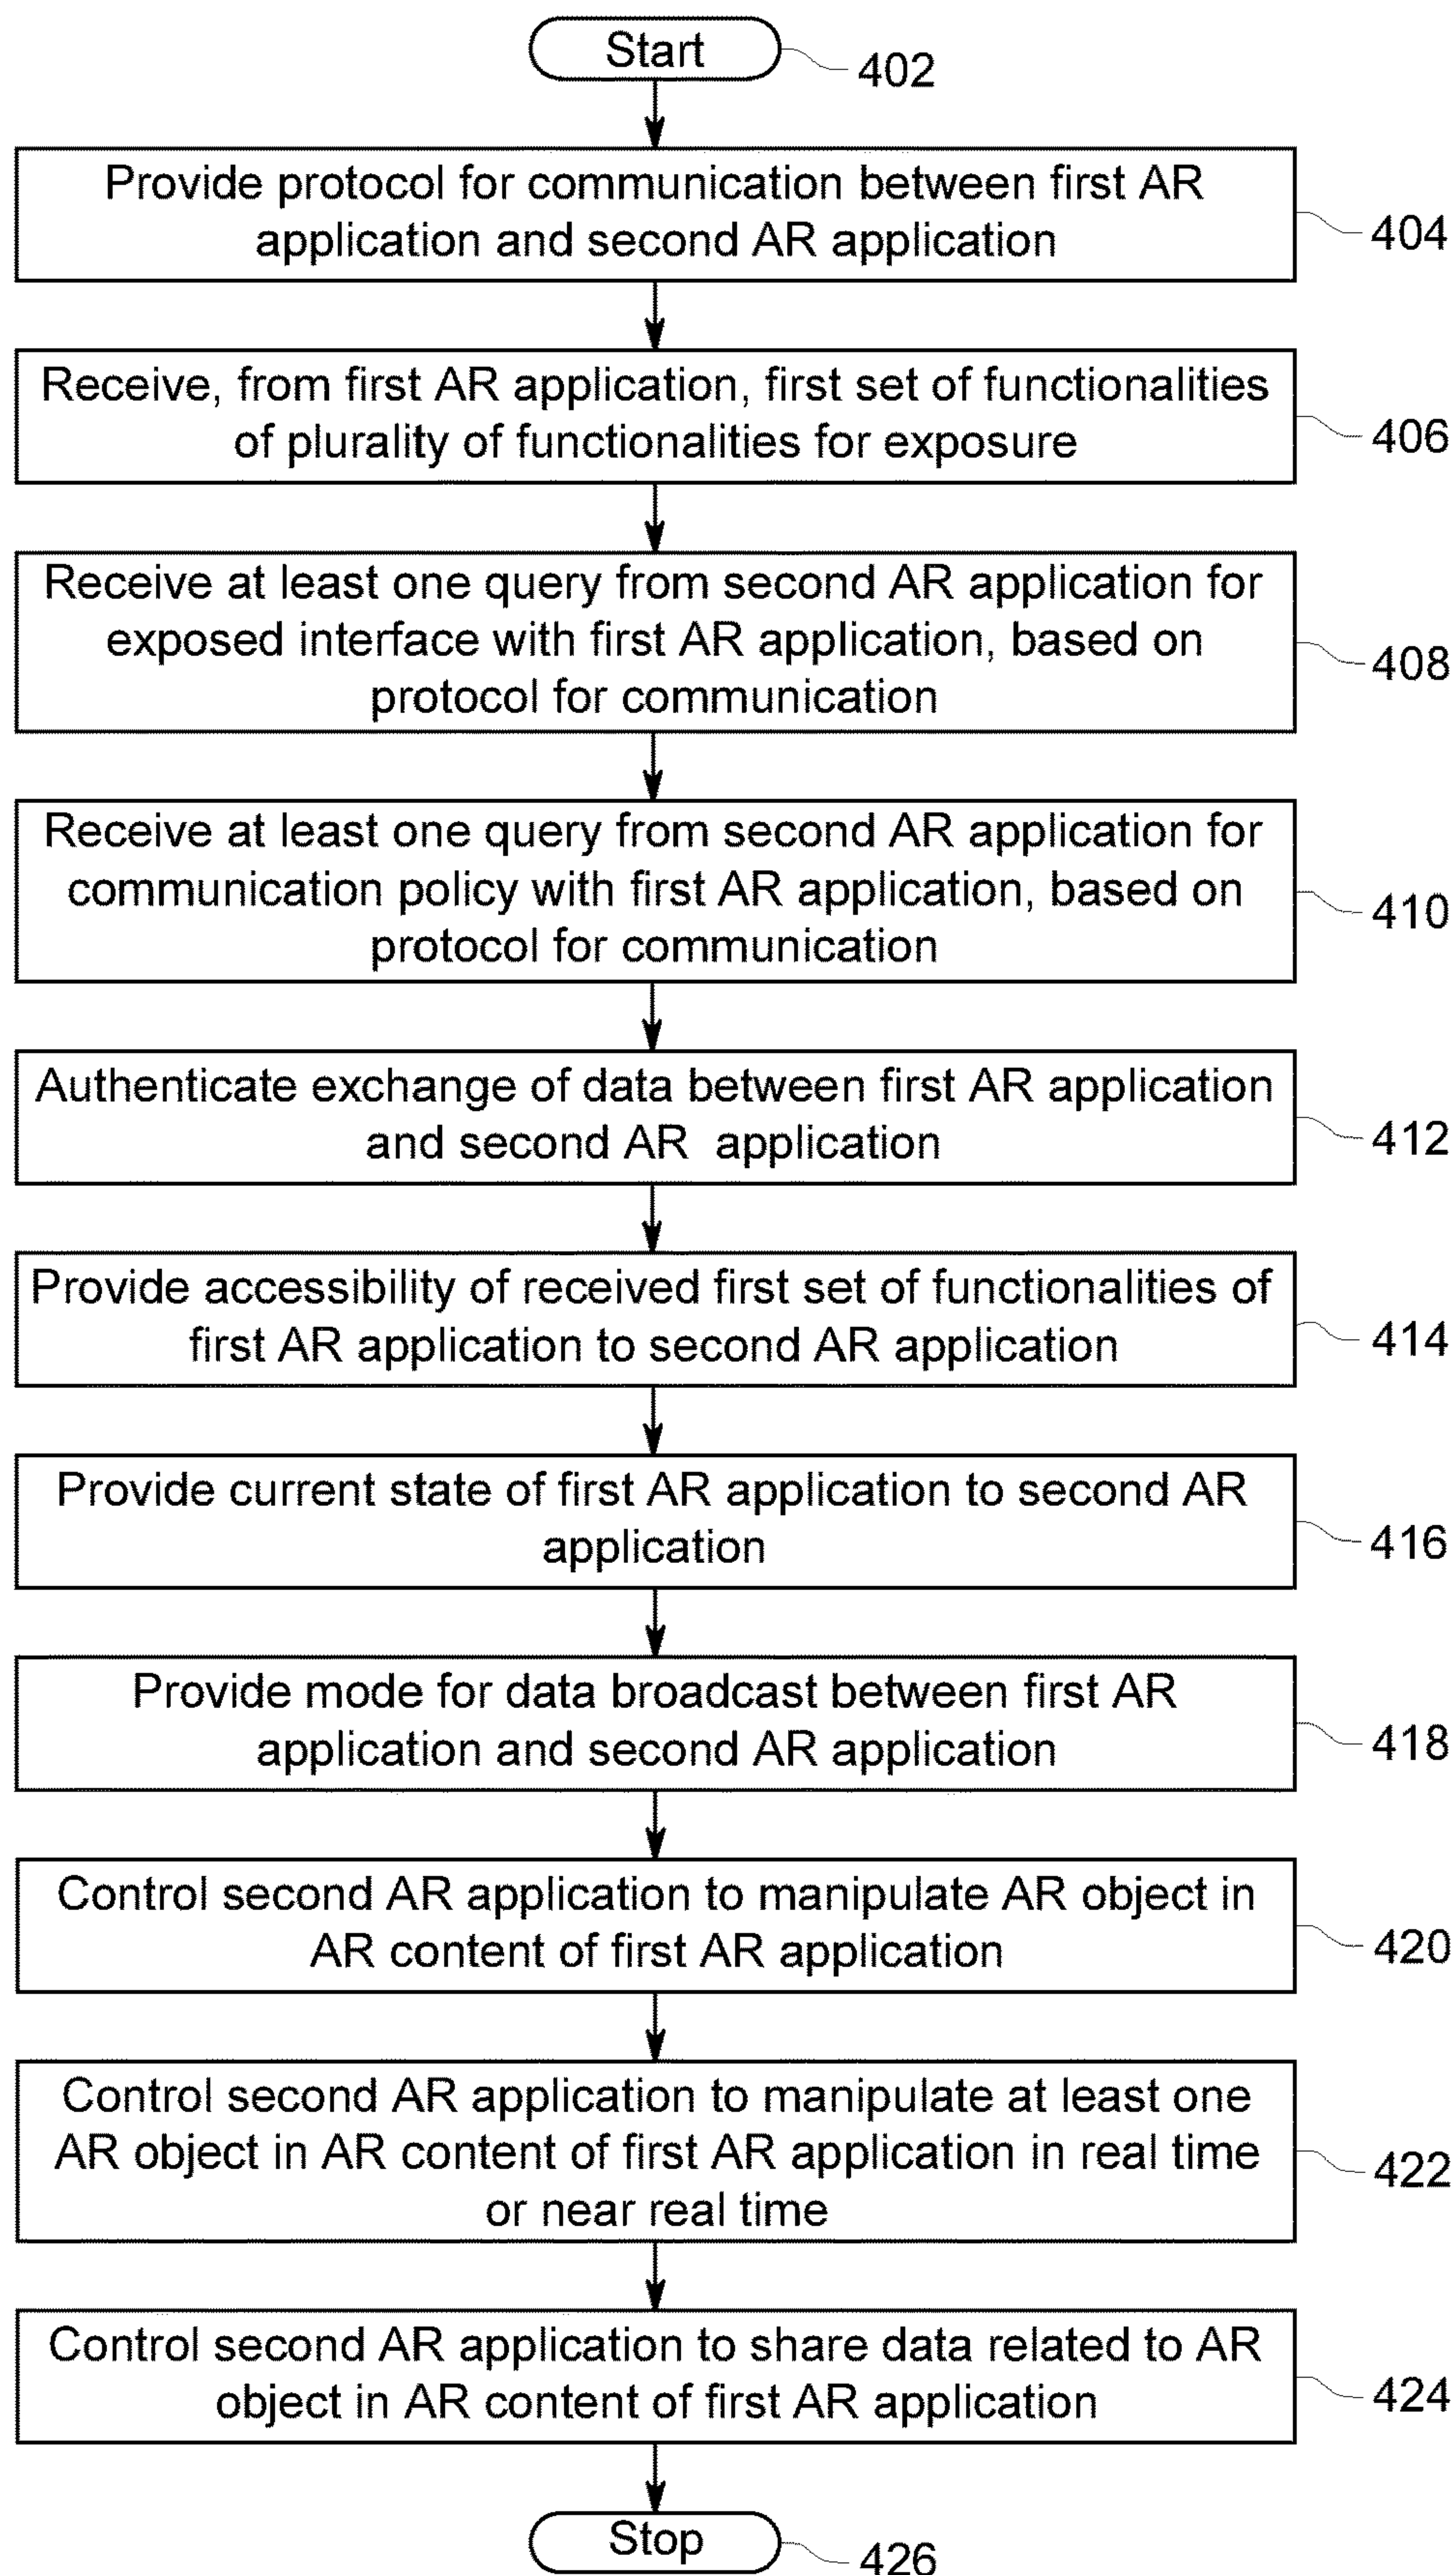 Start
402
Provide protocol for communication between first AR
application and second AR application
404
Receive, from first AR application, first set of functionalities
of plurality of functionalities for exposure
406
Receive at least one query from second AR application for
exposed interface with first AR application, based on
protocol for communication
408
Receive at least one query from second AR application for
communication policy with first AR application, based on
protocol for communication
410
Authenticate exchange of data between first AR application
and second AR application
412
Provide accessibility of received first set of functionalities of
first AR application to second AR application
414
Provide current state of first AR application to second AR
application
416
Provide mode for data broadcast between first AR
application and second AR application
418
Control second AR application to manipulate AR object in
AR content of first AR application
420
Control second AR application to manipulate at least one
AR object in AR content of first AR application in real time
or near real time
422
Control second AR application to share data related to AR
object in AR content of first AR application
424
Stop
426